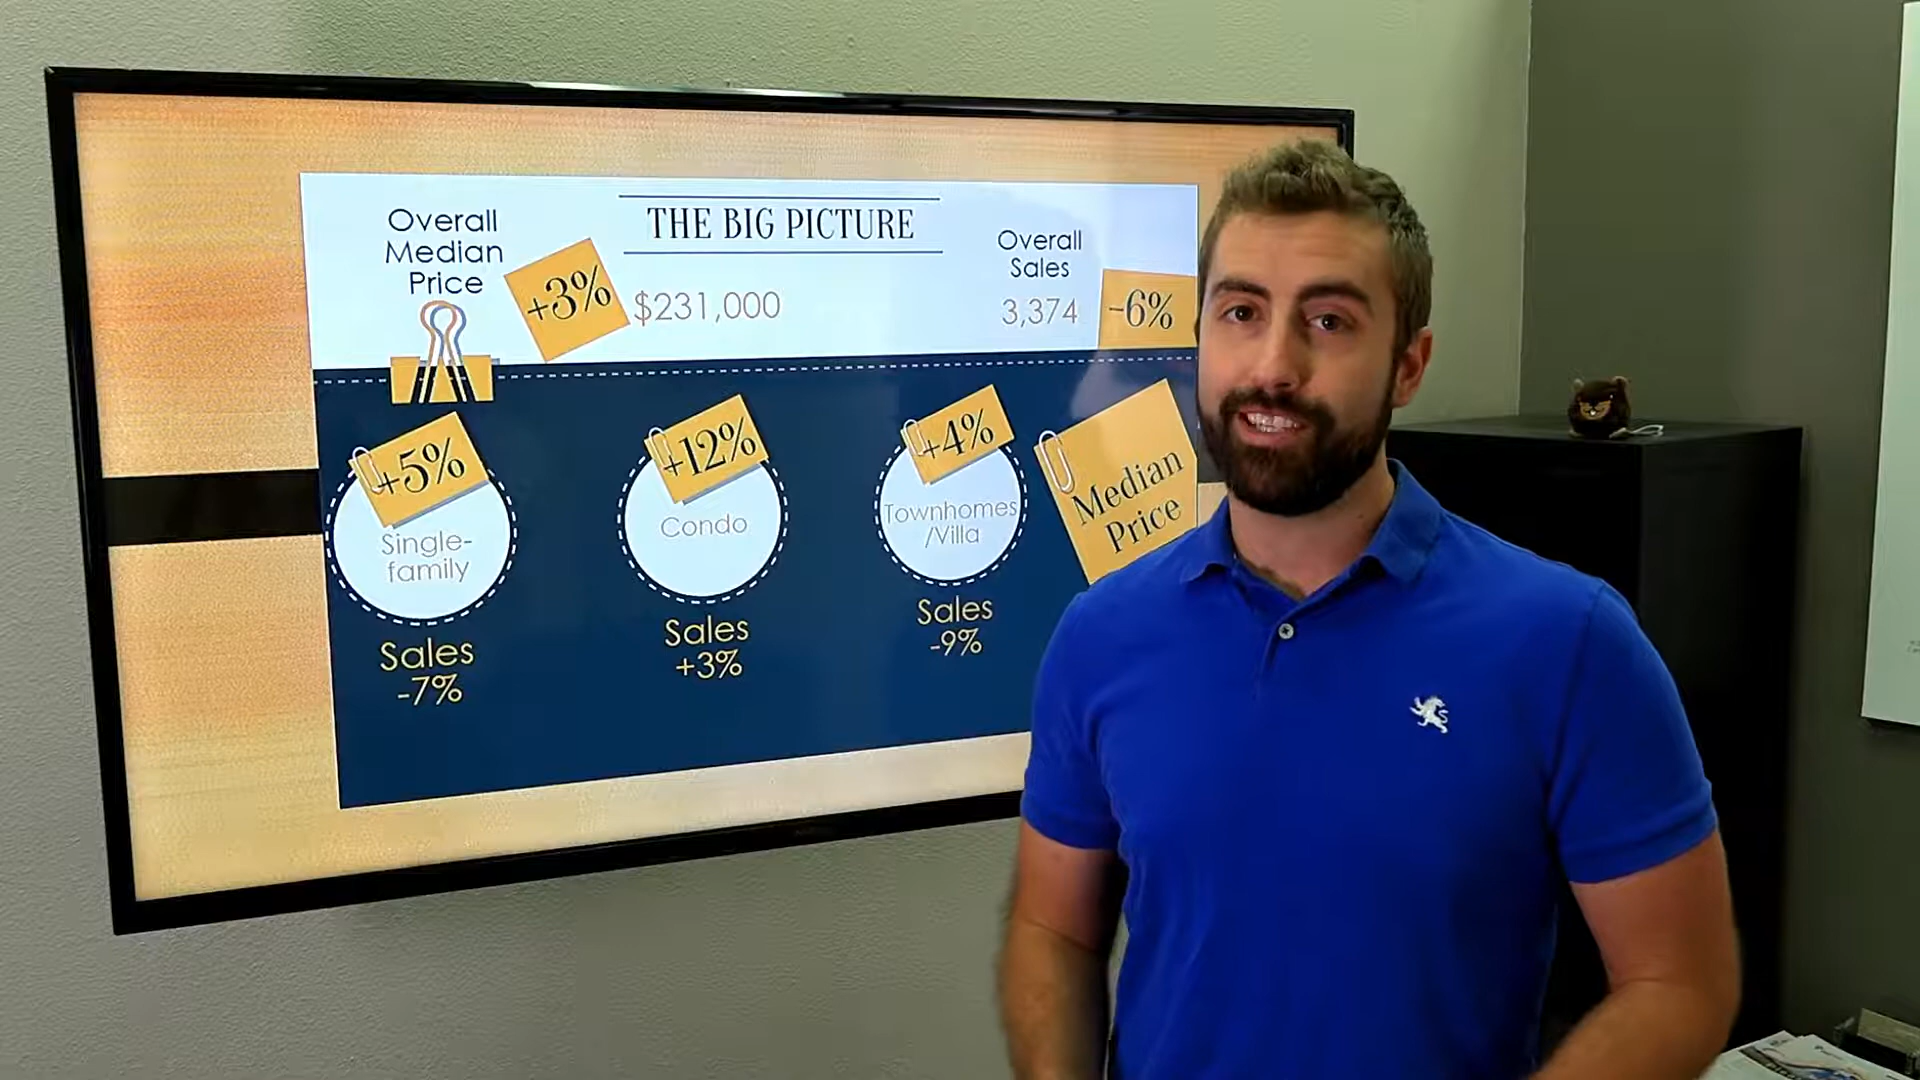 THE BIG PICTURE
Overall
Median
Price
+3%
$231,000
Overall
Sales
3,374
-6%
+5%
Single-
family
Sales
-7%
+12%
Condo
Sales
+3%
+4%
Townhomes
/Villa
Sales
-9%
Median
Price